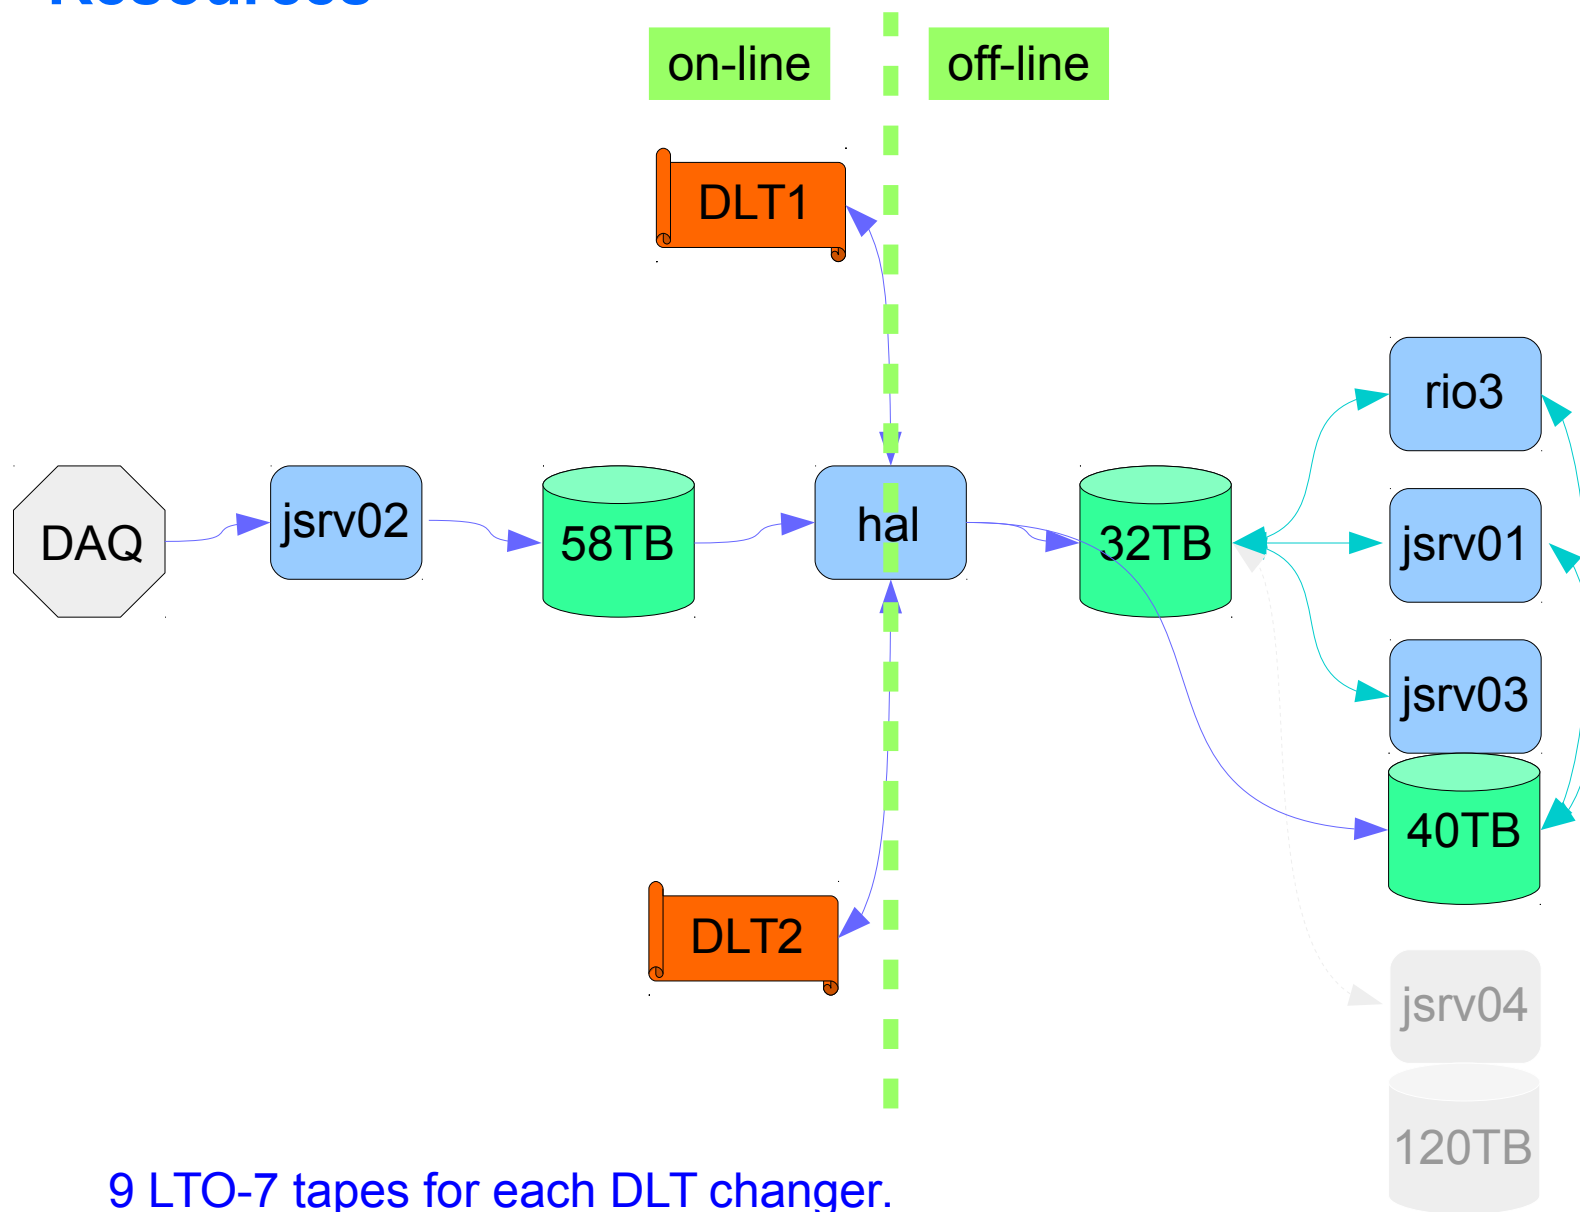 Resources
on-line
off-line
DLT1
rio3
DAQ
jsrv02
58TB
hal
32TB
jsrv01
jsrv03
40TB
DLT2
jsrv04
120TB
9 LTO-7 tapes for each DLT changer.